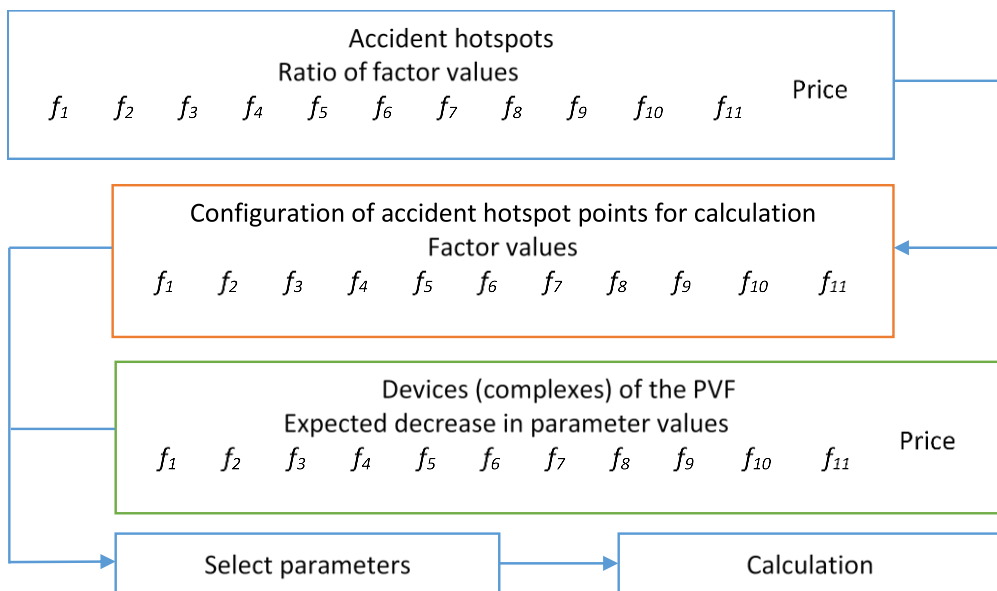 Accident hotspots
Ratio of factor values
Price
f1 f2 f3 f4 f5 f6 f7 f8 f9 f10 f11
Configuration of accident hotspot points for calculation
Factor values
f1 f2 f3 f4 f5 f6 f7 f8 f9 f10 f11
Devices (complexes) of the PVF
Expected decrease in parameter values
Price
f1 f2 f3 f4 f5 f6 f7 f8 f9 f10 f11
Select parameters
Calculation